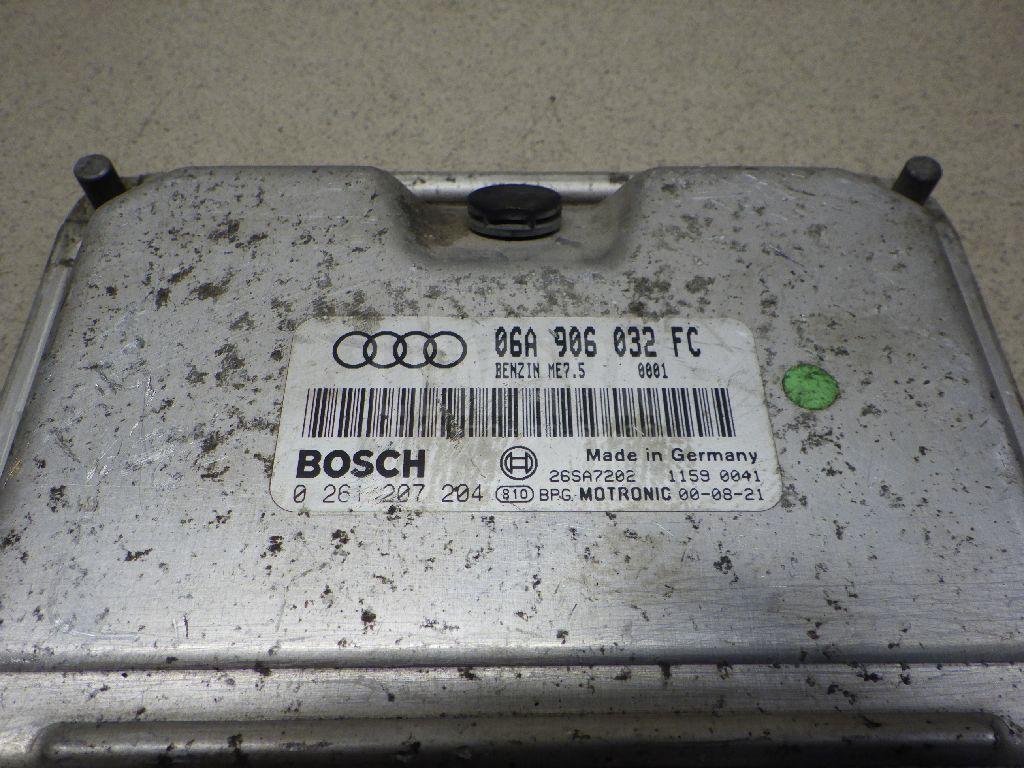 06A 906 032 FC
BENZIN ME7.5 0001
BOSCH Made in Germany
26SA7202 1159 0041
0 261 207 204 810 BPG. MOTRONIC 00-08-21